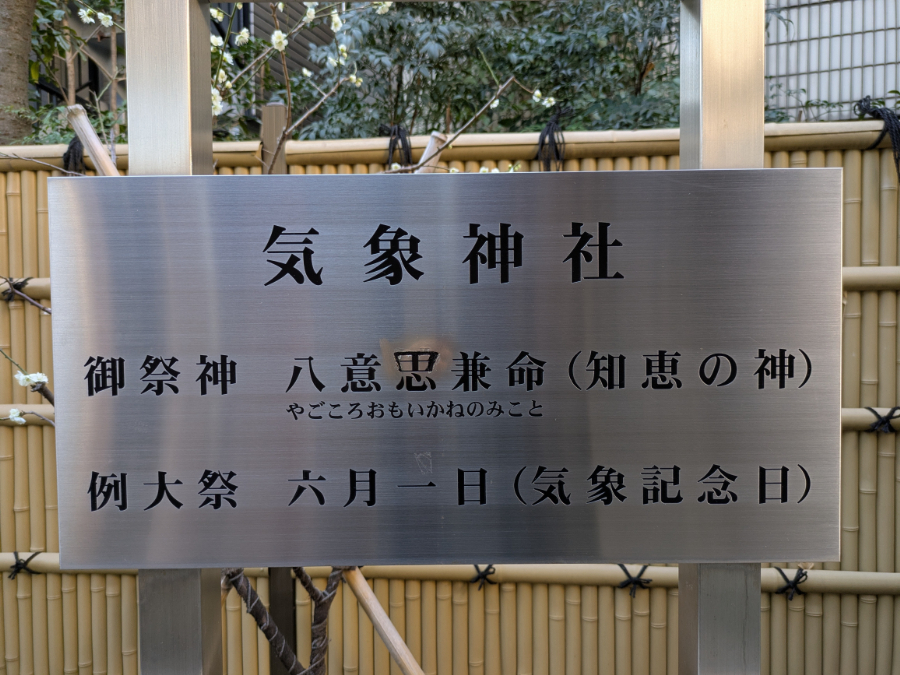 気象神社
御祭神 八意思兼命(知恵の神)
やごころおもいかねのみこと
例大祭 六月一日(気象記念日)